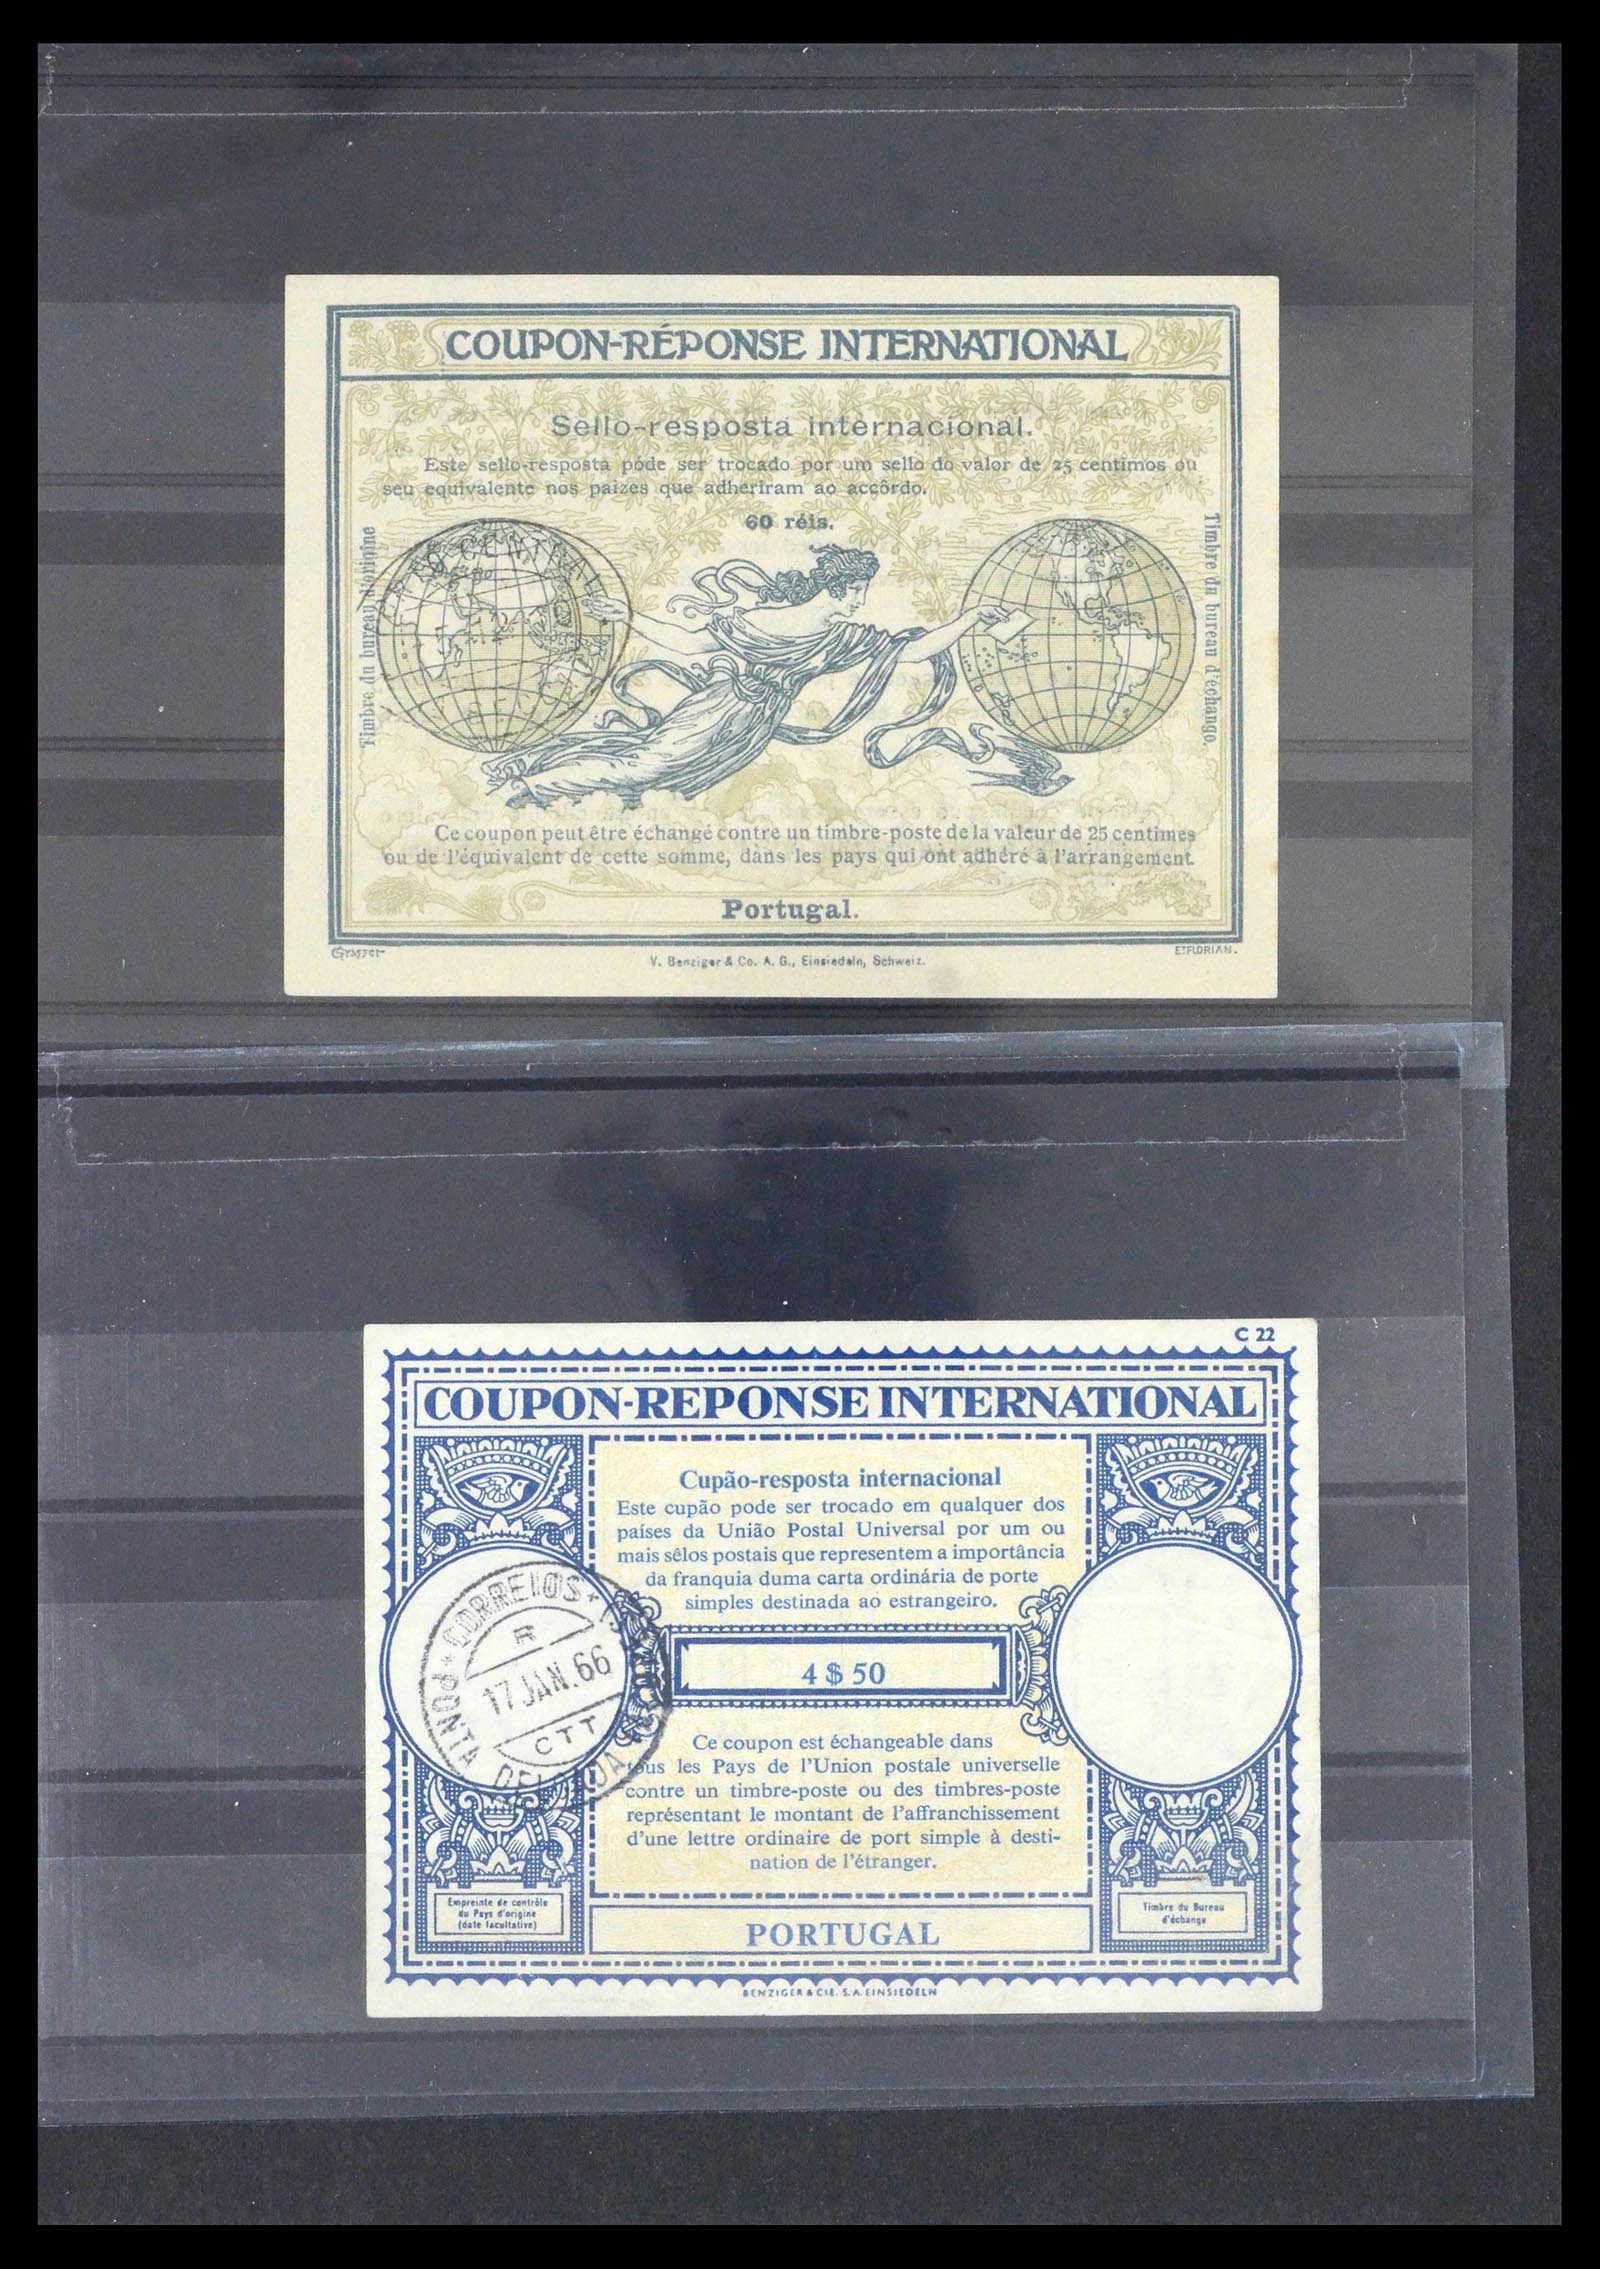 COUPON-RÉPONSE INTERNATIONAL
Sello-resposta internacional.
Este sello-resposta póde ser trocado por um sello do valor de 25 centimos ou
seu equivalente nos paizes que adheriram ao accôrdo.
60 réis.
Timbre du bureau d'origine
Timbre du bureau d'échange.
CENTRAL
Ce coupon peut être échangé contre un timbre-poste de la valeur de 25 centimes
ou de l'équivalent de cette somme, dans les pays qui ont adhéré à l'arrangement.
Portugal.
Grasset
V. Benziger & Co. A. G., Einsiedeln, Schweiz.
ET.FLORIAN.
C 22
COUPON-REPONSE INTERNATIONAL
Cupão-resposta internacional
Este cupão pode ser trocado em qualquer dos
países da União Postal Universal por um ou
mais sêlos postais que representem a importância
da franquia duma carta ordinária de porte
simples destinada ao estrangeiro.
4 $ 50
CORREIOS
R
17 JAN. 66
CTT
PONTA DELGADA
Ce coupon est échangeable dans
tous les Pays de l'Union postale universelle
contre un timbre-poste ou des timbres-poste
représentant le montant de l'affranchissement
d'une lettre ordinaire de port simple à desti-
nation de l'étranger.
Empreinte de contrôle
du Pays d'origine
(date facultative)
Timbre du Bureau
d'échange
PORTUGAL
BENZIGER & CIE. S.A. EINSIEDELN